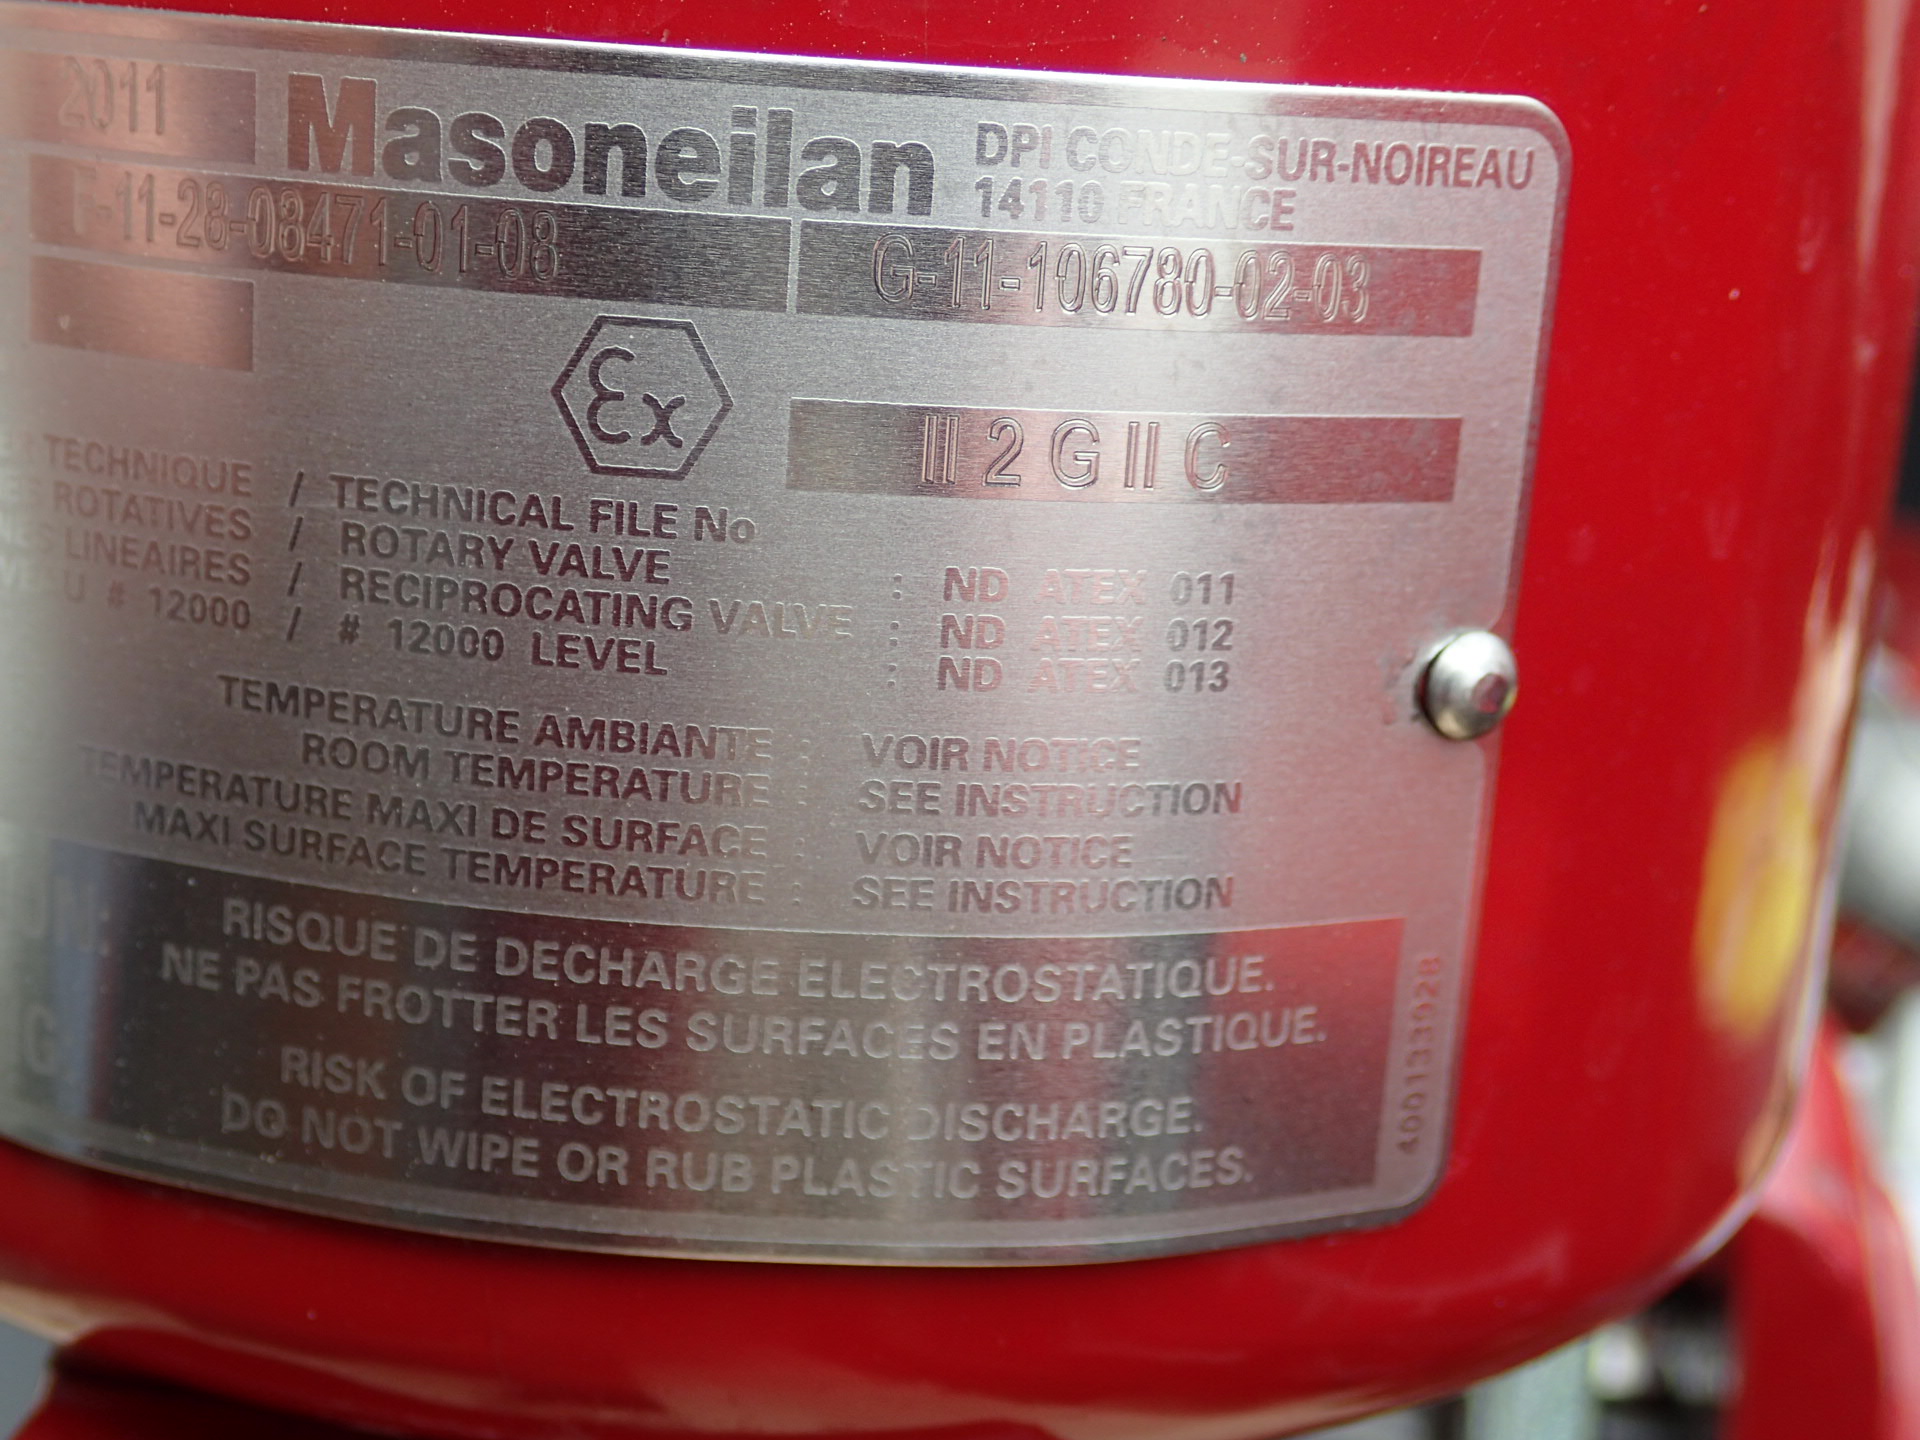 2011 Masoneilan DPI CONDE-SUR-NOIREAU
14110 FRANCE
F-11-28-08471-01-08 G-11-106780-02-03
Ex II 2 G II C
TECHNIQUE / TECHNICAL FILE No
ROTATIVES / ROTARY VALVE : ND ATEX 011
LINEAIRES / RECIPROCATING VALVE : ND ATEX 012
U # 12000 / # 12000 LEVEL : ND ATEX 013
TEMPERATURE AMBIANTE : VOIR NOTICE
ROOM TEMPERATURE : SEE INSTRUCTION
TEMPERATURE MAXI DE SURFACE : VOIR NOTICE
MAXI SURFACE TEMPERATURE : SEE INSTRUCTION
RISQUE DE DECHARGE ELECTROSTATIQUE.
NE PAS FROTTER LES SURFACES EN PLASTIQUE.
RISK OF ELECTROSTATIC DISCHARGE.
DO NOT WIPE OR RUB PLASTIC SURFACES.
400133902B